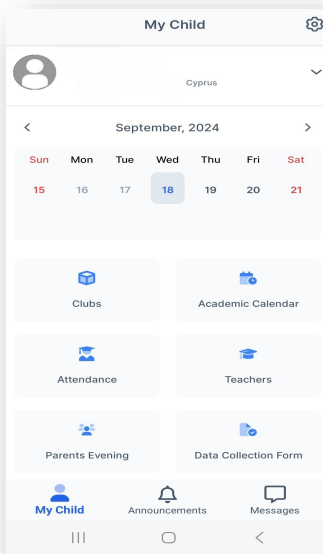 My Child
Cyprus
September, 2024
Sun Mon Tue Wed Thu Fri Sat
15 16 17 18 19 20 21
Clubs Academic Calendar
Attendance Teachers
Parents Evening Data Collection Form
My Child Announcements Messages